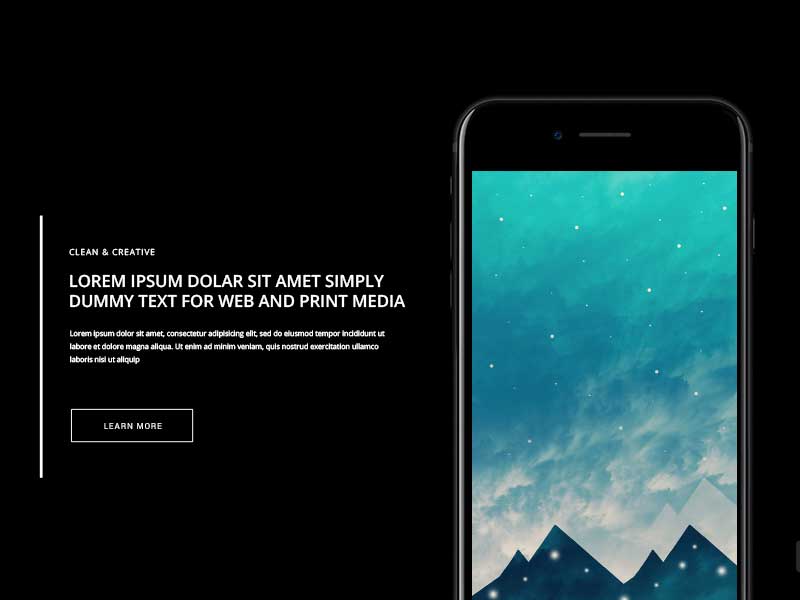 CLEAN & CREATIVE
LOREM IPSUM DOLAR SIT AMET SIMPLY
DUMMY TEXT FOR WEB AND PRINT MEDIA
Lorem ipsum dolor sit amet, consectetur adipisicing elit, sed do eiusmod tempor incididunt ut
labore et dolore magna aliqua. Ut enim ad minim veniam, quis nostrud exercitation ullamco
laboris nisi ut aliquip
LEARN MORE